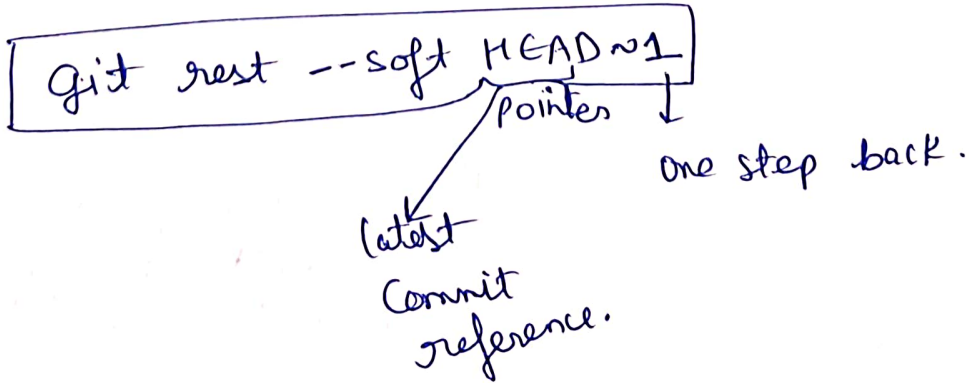 git rest --soft HEAD~1
pointer
one step back.
latest
Commit
reference.